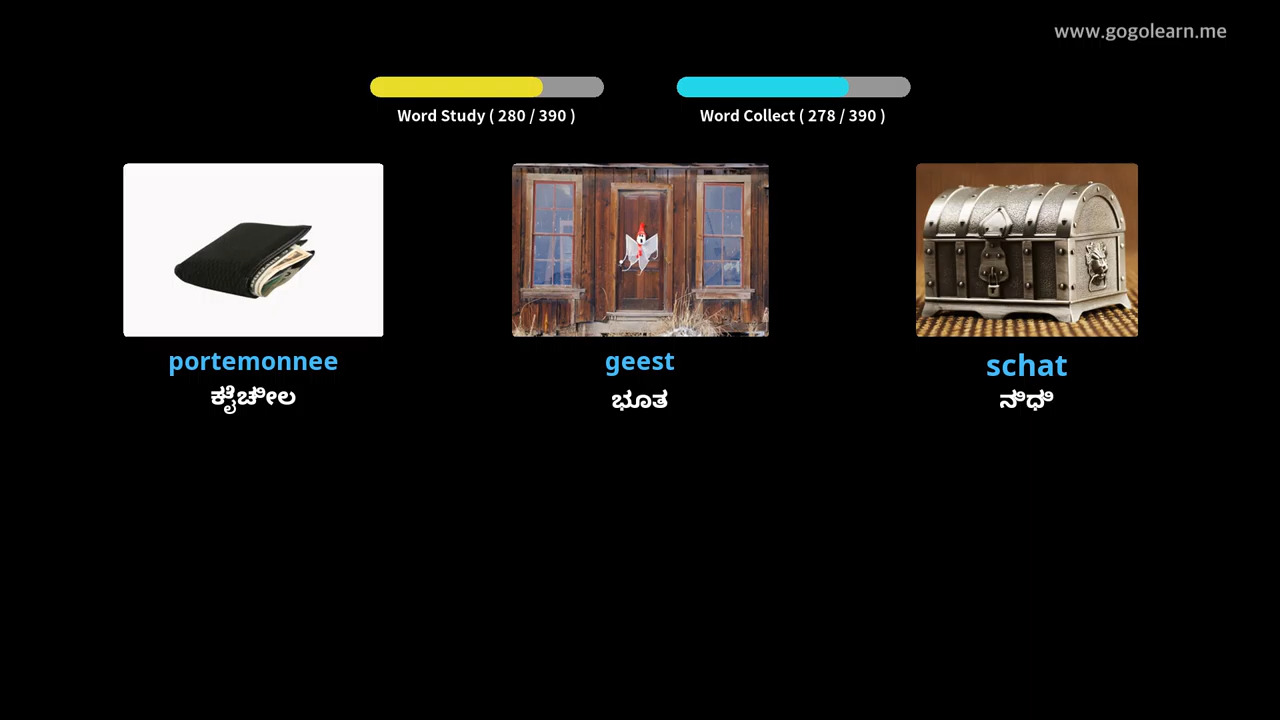 www.gogolearn.me
Word Study ( 280 / 390 )
Word Collect ( 278 / 390 )
portemonnee
geest
schat
ಕೈಚೀಲ
ಭೂತ
ನಿಧಿ